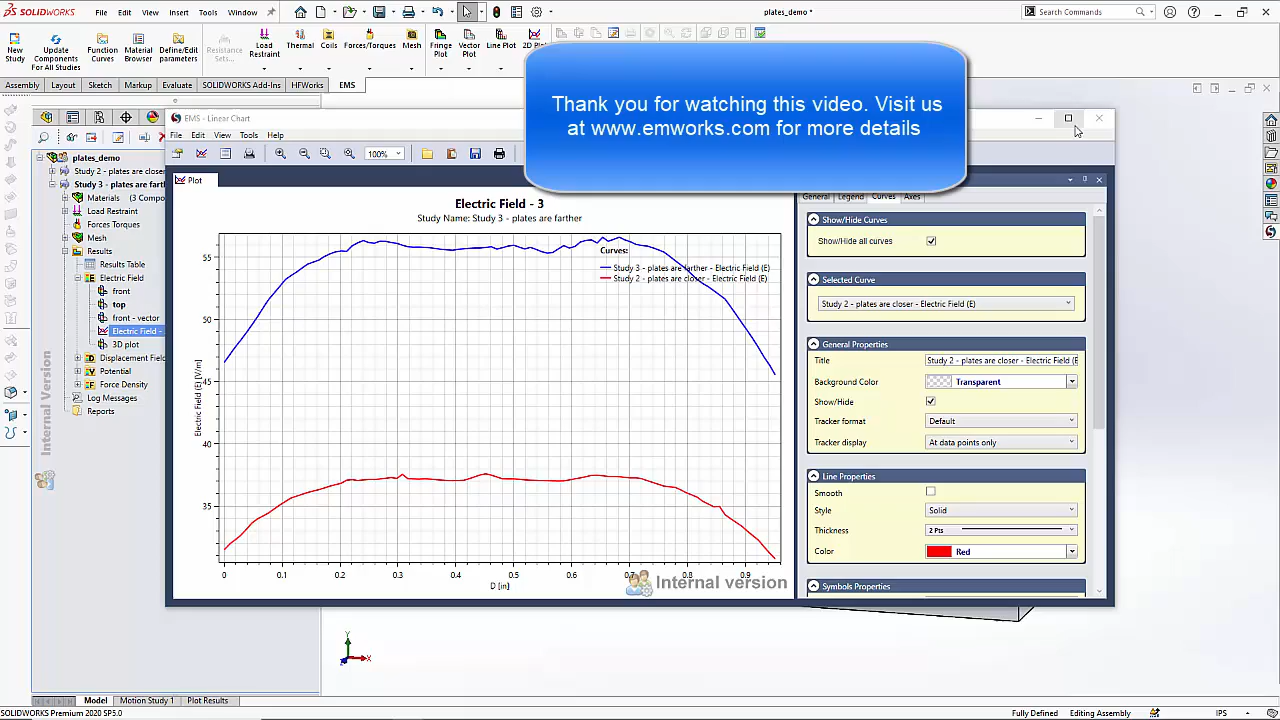 SOLIDWORKS
File
Edit
View
Insert
Tools
Window
plates_demo *
Search Commands
New Study
Update Components For All Studies
Function Curves
Material Browser
Define/Edit parameters
Resistance Sets...
Load Restraint
Thermal
Coils
Forces/Torques
Mesh
Fringe Plot
Vector Plot
Line Plot
Assembly
Layout
Sketch
Markup
Evaluate
SOLIDWORKS Add-Ins
HFWorks
EMS
Thank you for watching this video. Visit us
at www.emworks.com for more details
EMS - Linear Chart
File
Edit
View
Tools
Help
100%
plates_demo
Study 2 - plates are closer
Study 3 - plates are farth
Materials (3 Compo
Load Restraint
Forces Torques
Mesh
Results
Results Table
Electric Field
front
top
front - vector
Electric Field -
3D plot
Displacement Field
Potential
Force Density
Log Messages
Reports
Internal Version
Plot
Electric Field - 3
Study Name: Study 3 - plates are farther
Curves:
Study 3 - plates are farther - Electric Field (E)
Study 2 - plates are closer - Electric Field (E)
Electric Field (E) [V/m]
55
50
45
40
35
0
0.1
0.2
0.3
0.4
0.5
0.6
0.7
0.8
0.9
D [in]
Internal version
General
Legend
Curves
Axes
Show/Hide Curves
Show/Hide all curves
Selected Curve
Study 2 - plates are closer - Electric Field (E)
General Properties
Title
Study 2 - plates are closer - Electric Field (E
Background Color
Transparent
Show/Hide
Tracker format
Default
Tracker display
At data points only
Line Properties
Smooth
Style
Solid
Thickness
2 Pts
Color
Red
Symbols Properties
Y
X
Z
Model
Motion Study 1
Plot Results
SOLIDWORKS Premium 2020 SP5.0
Fully Defined
Editing Assembly
IPS